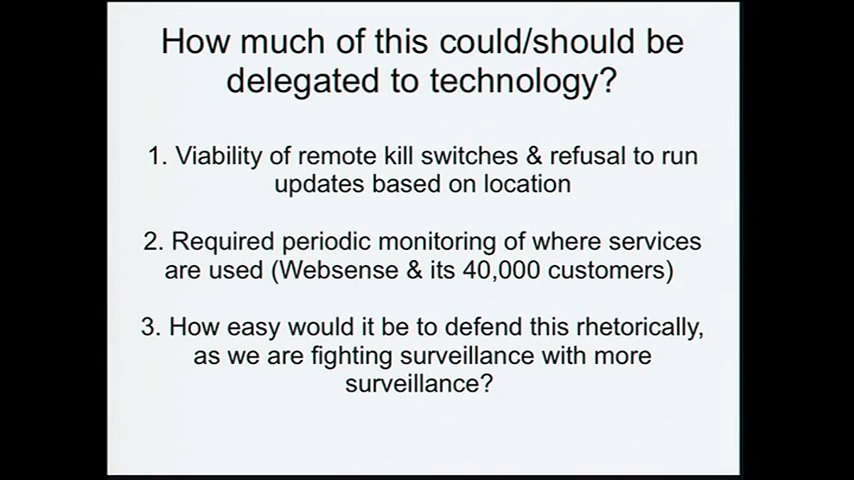 How much of this could/should be
delegated to technology?
1. Viability of remote kill switches & refusal to run
updates based on location
2. Required periodic monitoring of where services
are used (Websense & its 40,000 customers)
3. How easy would it be to defend this rhetorically,
as we are fighting surveillance with more
surveillance?